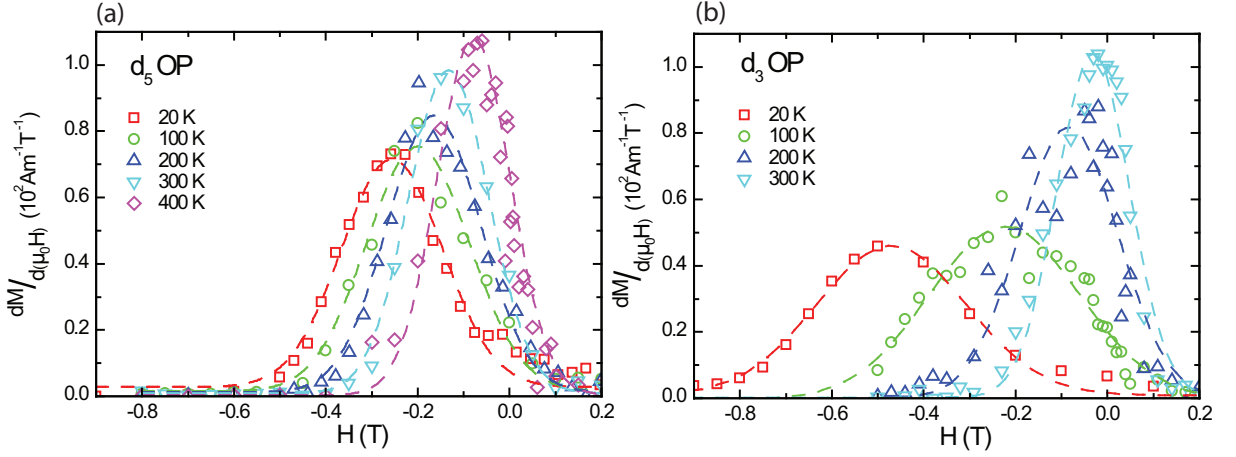 (a)
d₅ OP
20 K
100 K
200 K
300 K
400 K
dM/d(μ₀H) (10²Am⁻¹T⁻¹)
1.0
0.8
0.6
0.4
0.2
0.0
-0.8 -0.6 -0.4 -0.2 0.0 0.2
H (T)
(b)
d₃ OP
20 K
100 K
200 K
300 K
dM/d(μ₀H) (10²Am⁻¹T⁻¹)
1.0
0.8
0.6
0.4
0.2
0.0
-0.8 -0.6 -0.4 -0.2 0.0 0.2
H (T)